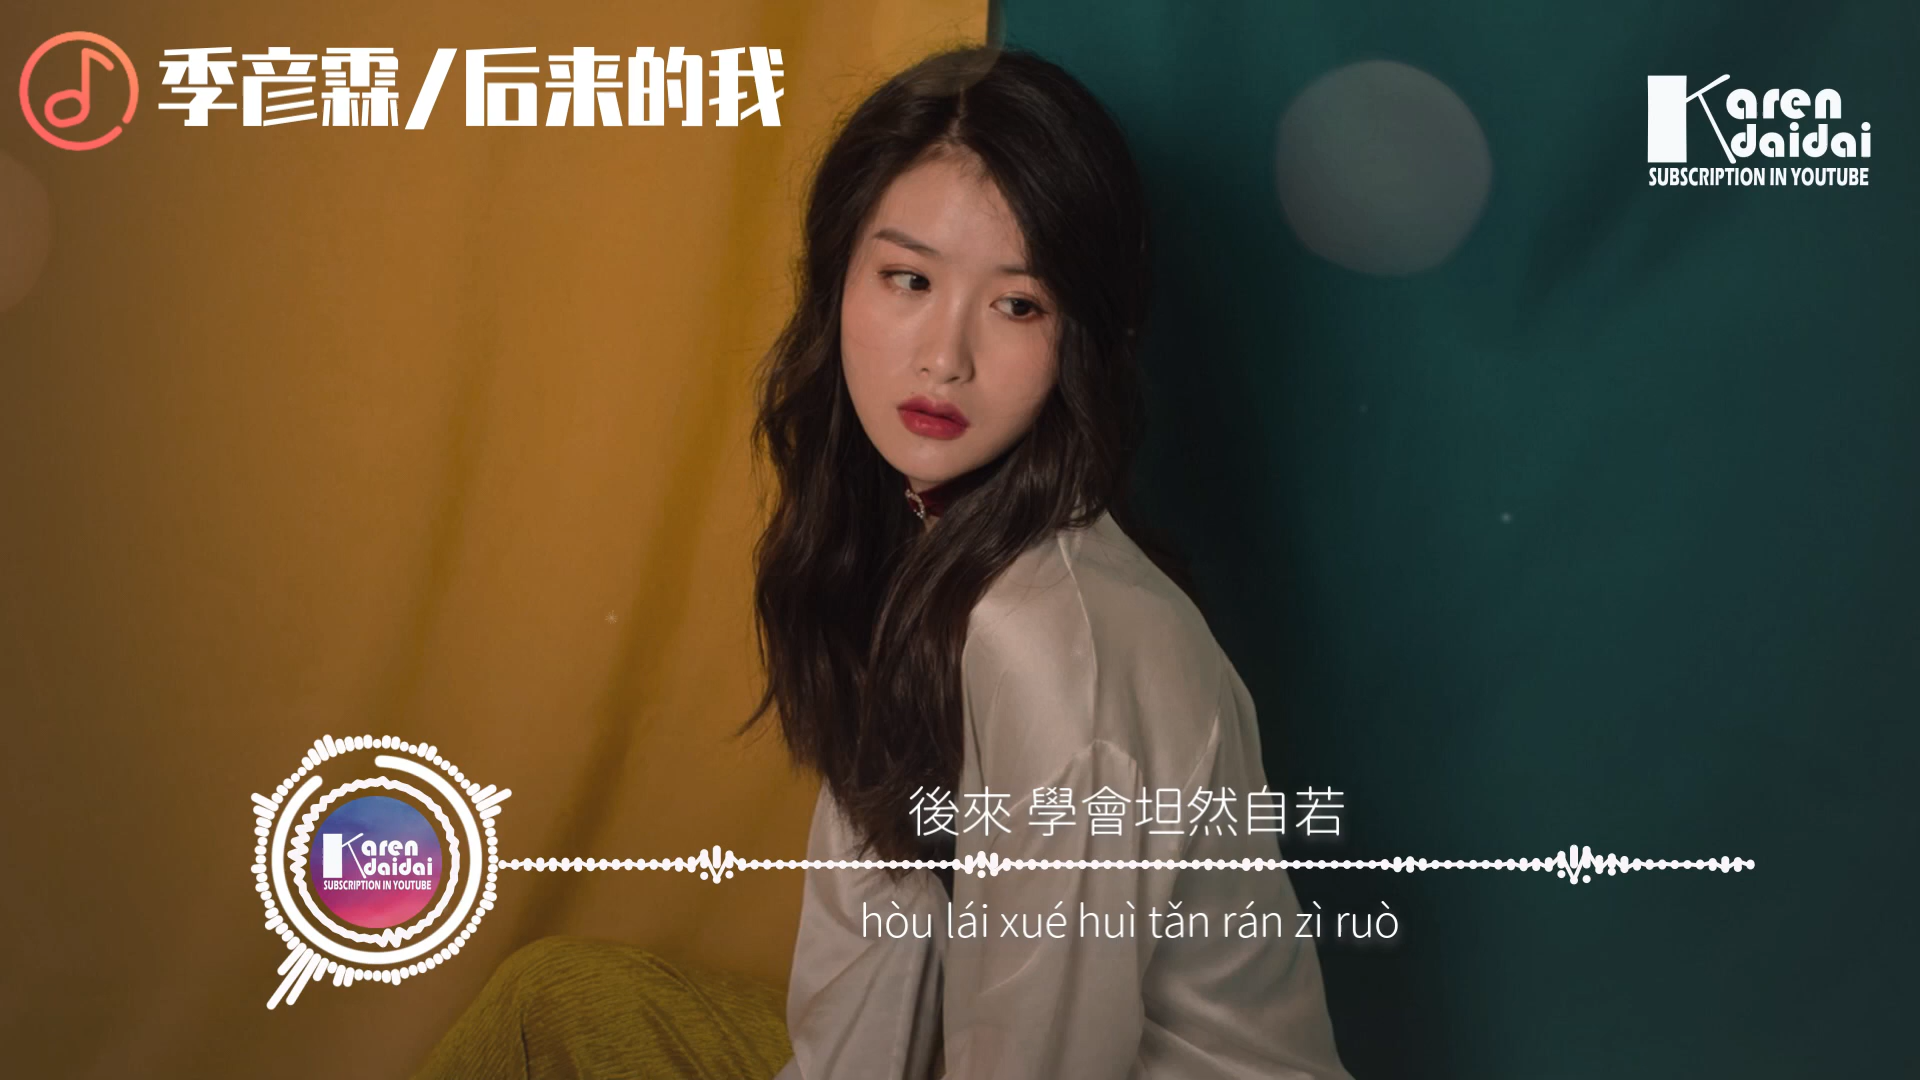 季彦霖/后来的我
Karen
daidai
SUBSCRIPTION IN YOUTUBE
後來 學會坦然自若
Karen
daidai
SUBSCRIPTION IN YOUTUBE
hòu lái xué huì tǎn rán zì ruò